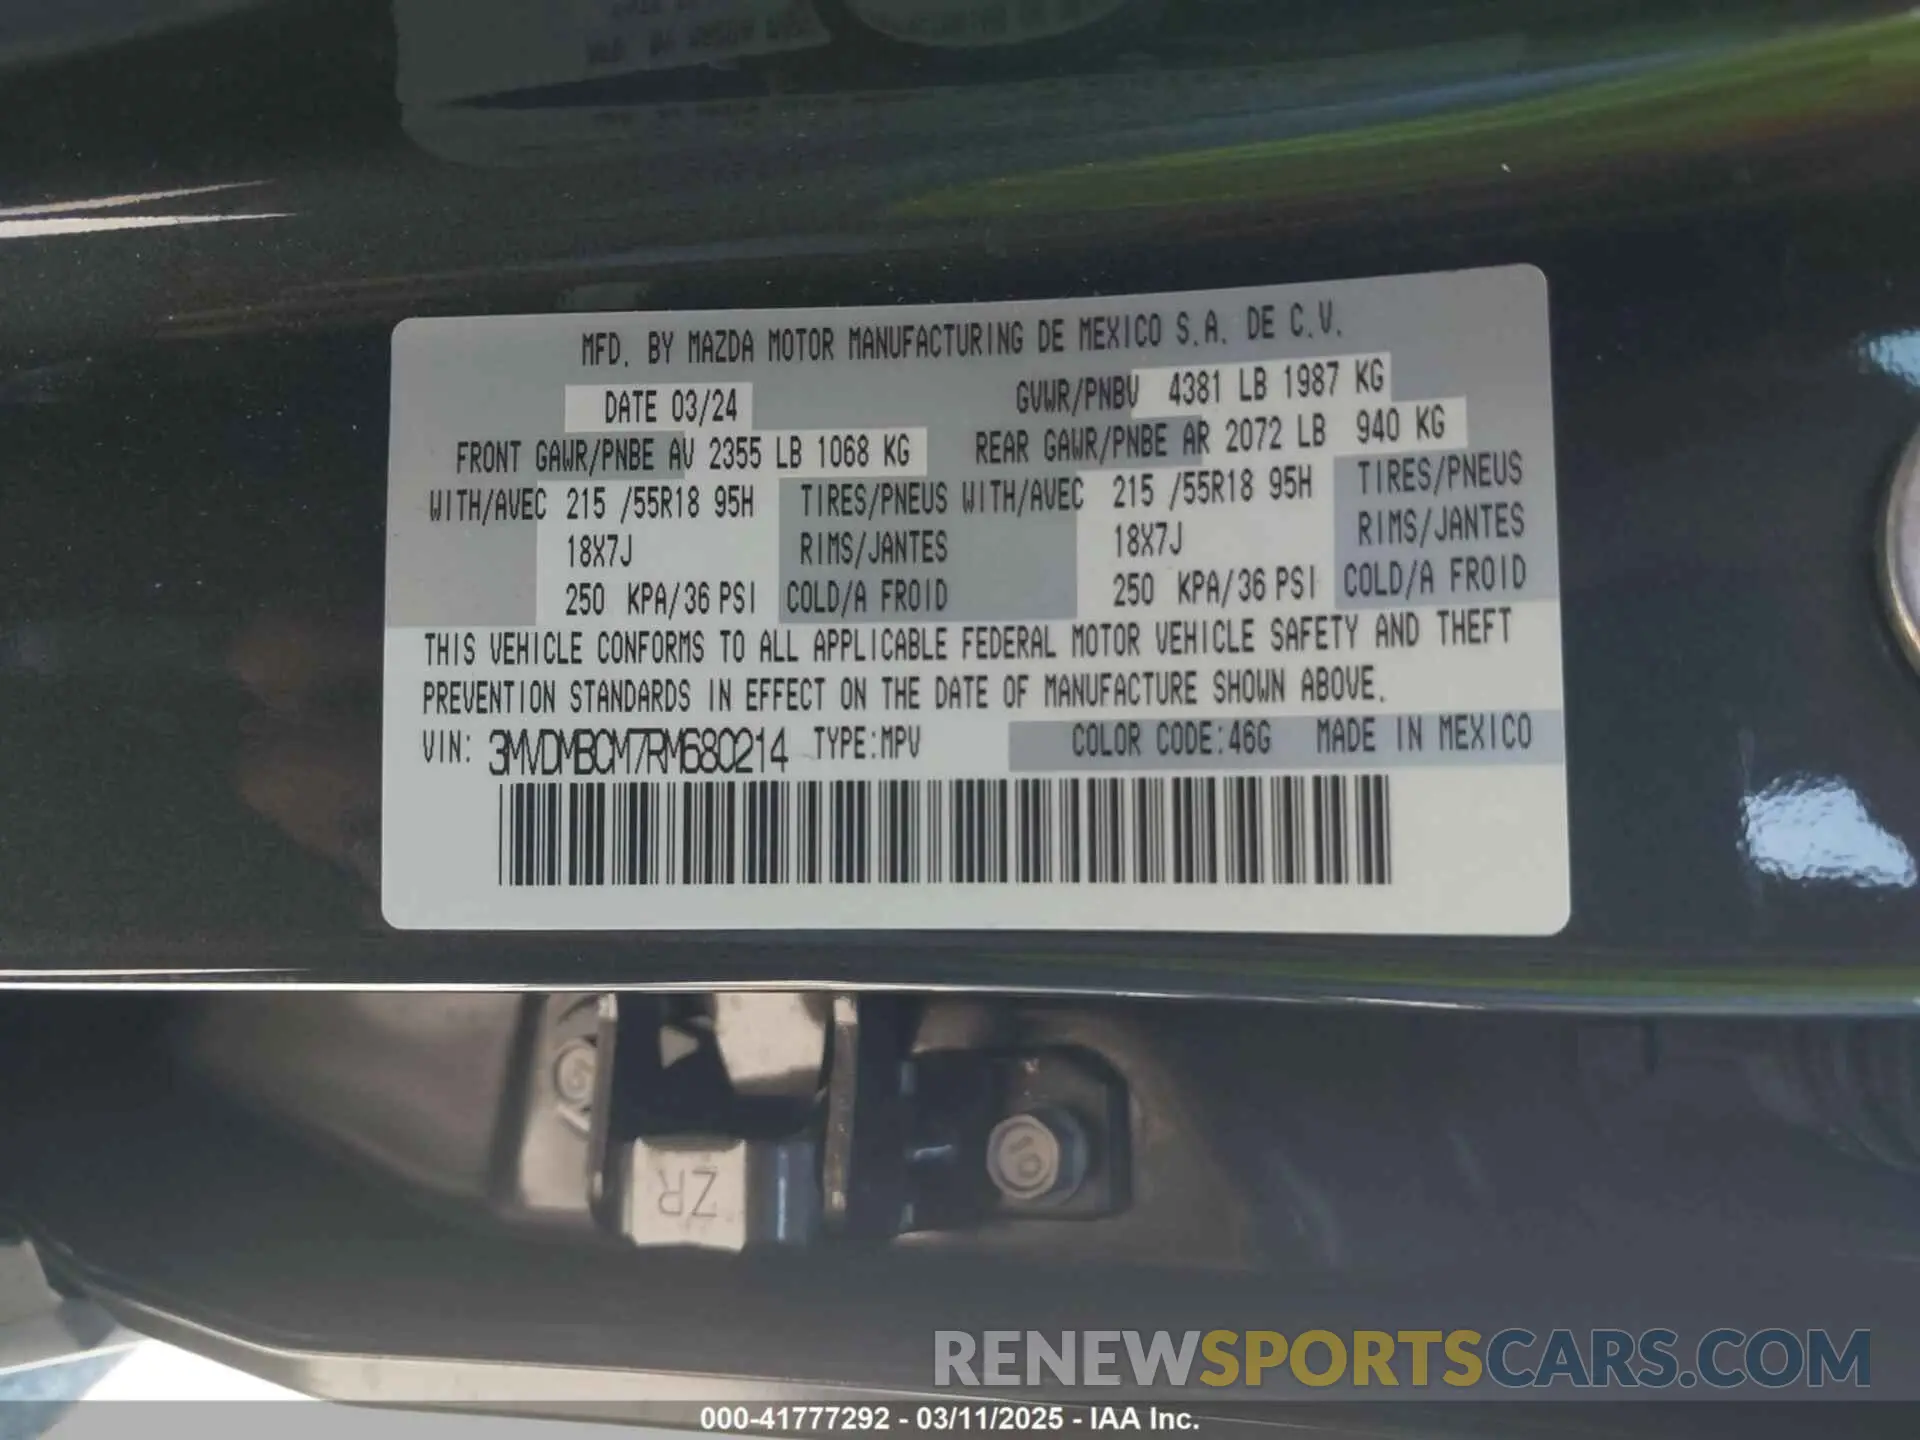 MFD. BY MAZDA MOTOR MANUFACTURING DE MEXICO S.A. DE C.V.
DATE 03/24 GVWR/PNBV 4381 LB 1987 KG
FRONT GAWR/PNBE AV 2355 LB 1068 KG REAR GAWR/PNBE AR 2072 LB 940 KG
WITH/AVEC 215 /55R18 95H TIRES/PNEUS WITH/AVEC 215 /55R18 95H TIRES/PNEUS
18X7J RIMS/JANTES 18X7J RIMS/JANTES
250 KPA/36 PSI COLD/A FROID 250 KPA/36 PSI COLD/A FROID
THIS VEHICLE CONFORMS TO ALL APPLICABLE FEDERAL MOTOR VEHICLE SAFETY AND THEFT
PREVENTION STANDARDS IN EFFECT ON THE DATE OF MANUFACTURE SHOWN ABOVE.
VIN: 3MVDMBCM7RM680214 TYPE:MPV COLOR CODE:46G MADE IN MEXICO
ZR
RENEWSPORTSCARS.COM
000-41777292 - 03/11/2025 - IAA Inc.